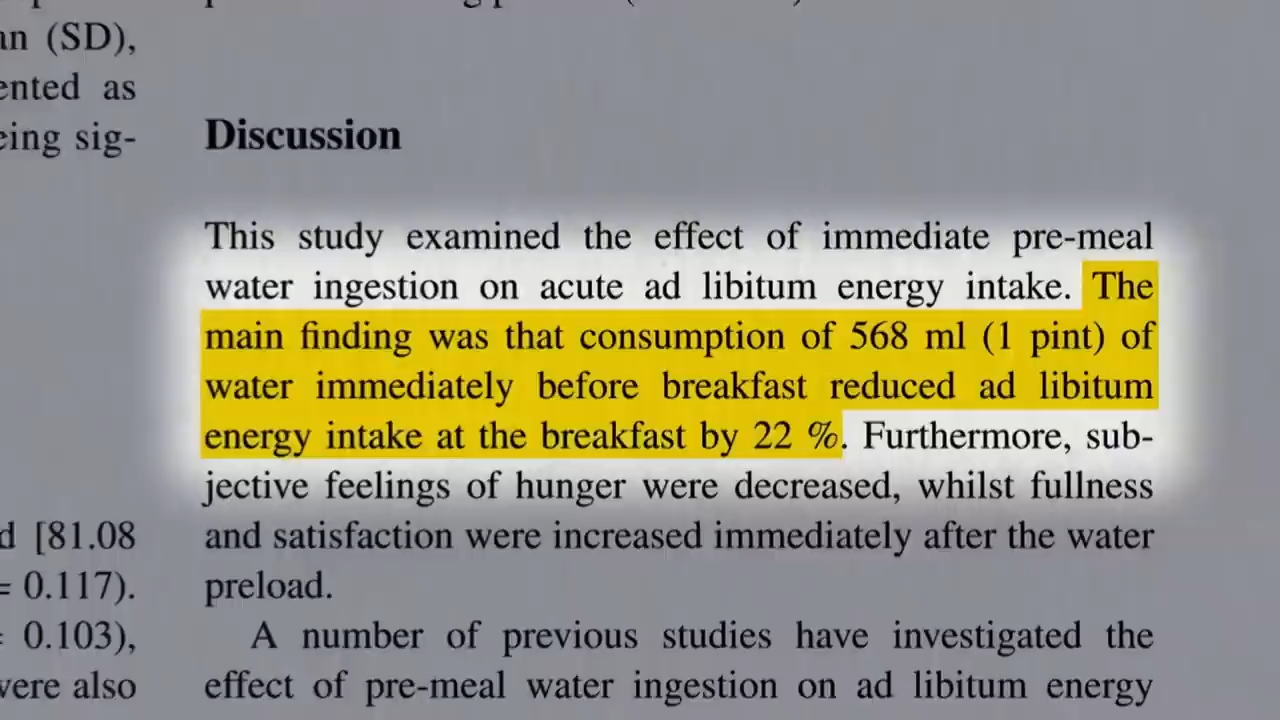 an (SD),
ented as
eing sig-
d [81.08
= 0.117).
= 0.103),
were also
Discussion
This study examined the effect of immediate pre-meal
water ingestion on acute ad libitum energy intake. The
main finding was that consumption of 568 ml (1 pint) of
water immediately before breakfast reduced ad libitum
energy intake at the breakfast by 22 %. Furthermore, sub-
jective feelings of hunger were decreased, whilst fullness
and satisfaction were increased immediately after the water
preload.
A number of previous studies have investigated the
effect of pre-meal water ingestion on ad libitum energy